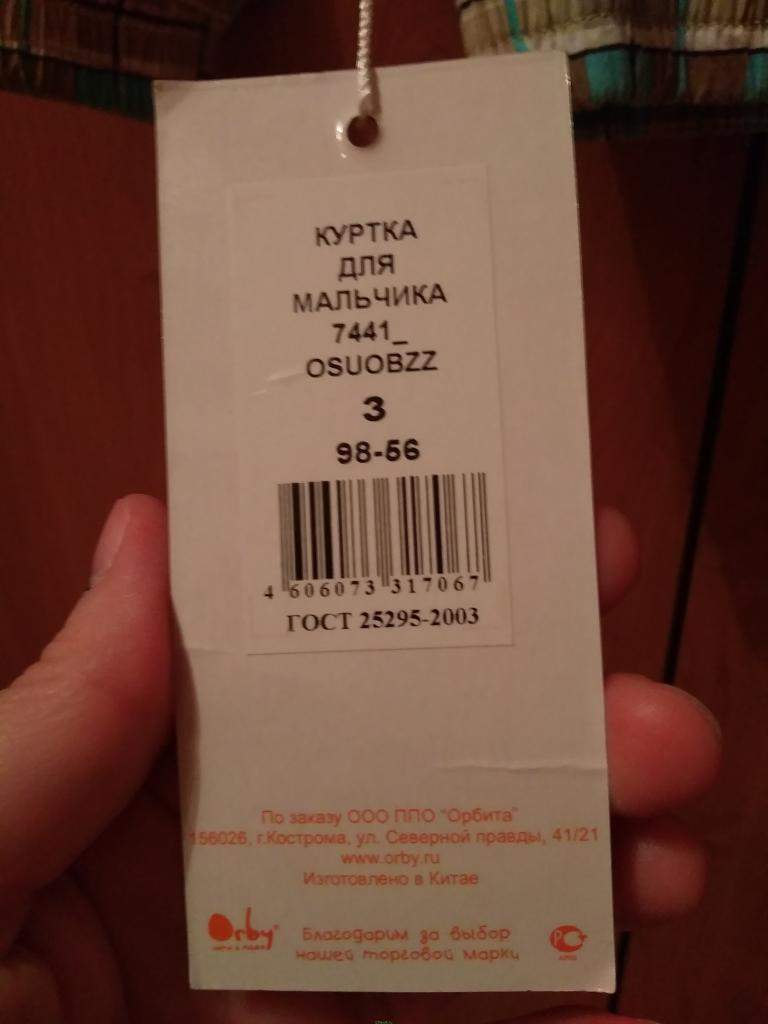 КУРТКА
ДЛЯ
МАЛЬЧИКА
7441_
OSUOBZZ
3
98-56
4 606073 317067
ГОСТ 25295-2003
По заказу ООО ППО "Орбита"
156026, г.Кострома, ул. Северной правды, 41/21
www.orby.ru
Изготовлено в Китае
Orby
Благодарим за выбор
нашей торговой марки